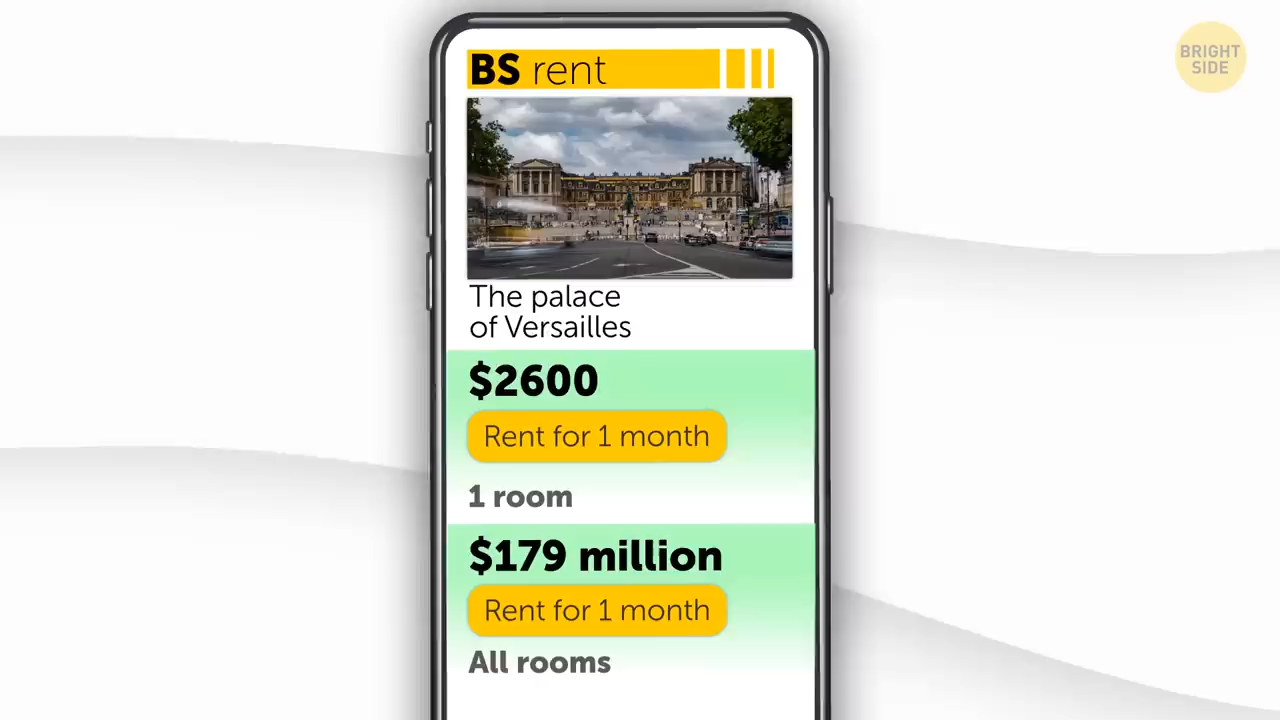 BRIGHT
SIDE
BS rent
The palace
of Versailles
$2600
Rent for 1 month
1 room
$179 million
Rent for 1 month
All rooms